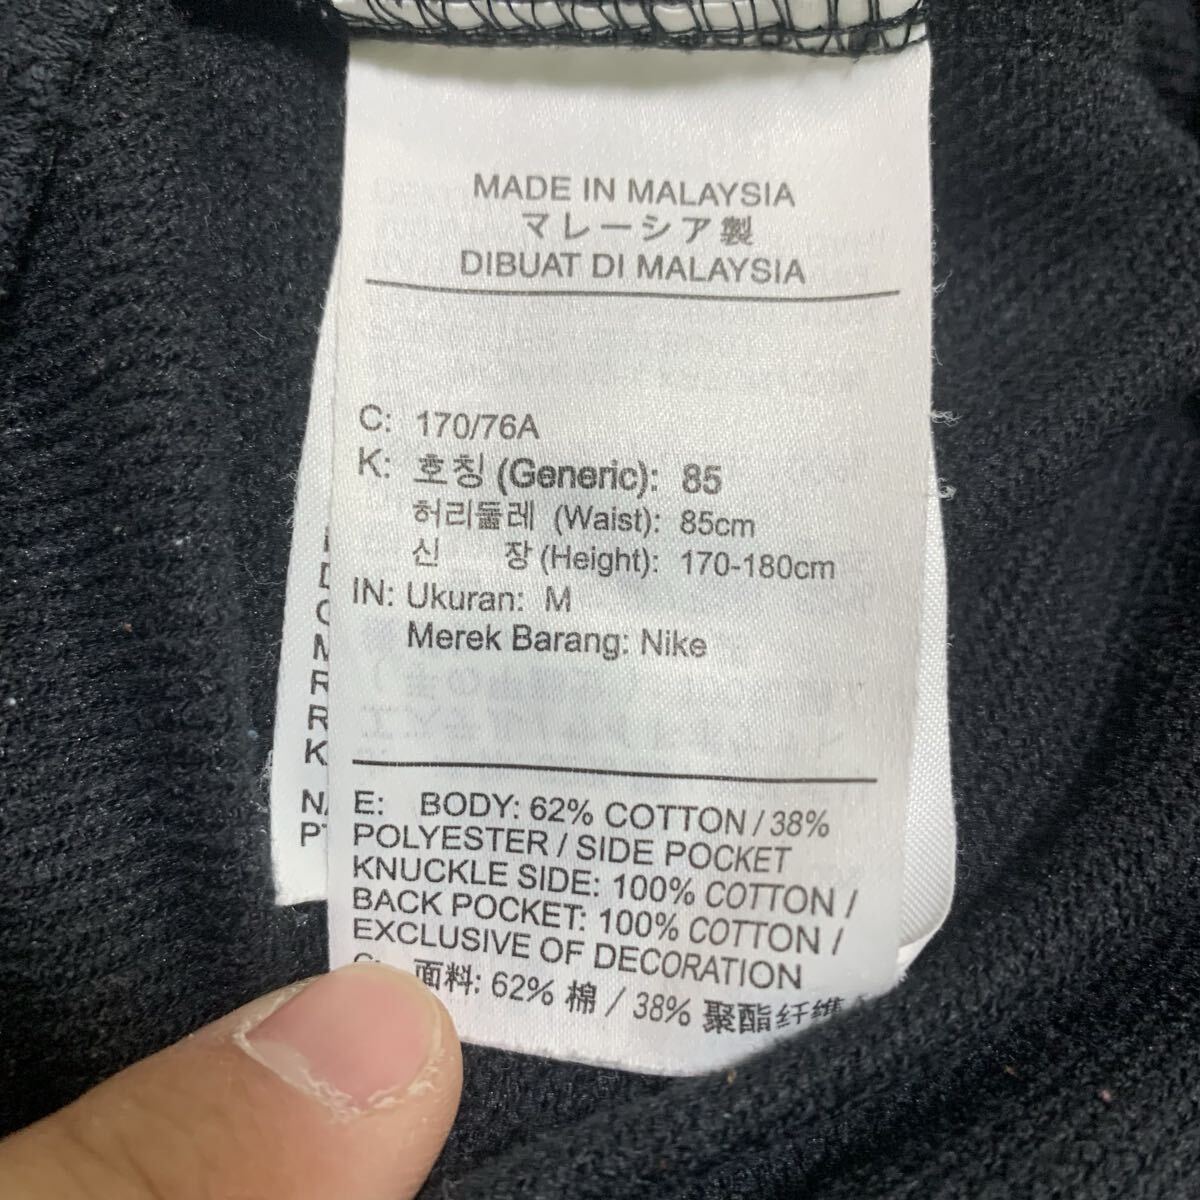 MADE IN MALAYSIA
マレーシア製
DIBUAT DI MALAYSIA
C: 170/76A
K: 호칭 (Generic): 85
허리둘레 (Waist): 85cm
신 장 (Height): 170-180cm
IN: Ukuran: M
Merek Barang: Nike
E: BODY: 62% COTTON / 38%
POLYESTER / SIDE POCKET
KNUCKLE SIDE: 100% COTTON /
BACK POCKET: 100% COTTON /
EXCLUSIVE OF DECORATION
面料: 62% 棉 / 38% 聚酯纤维